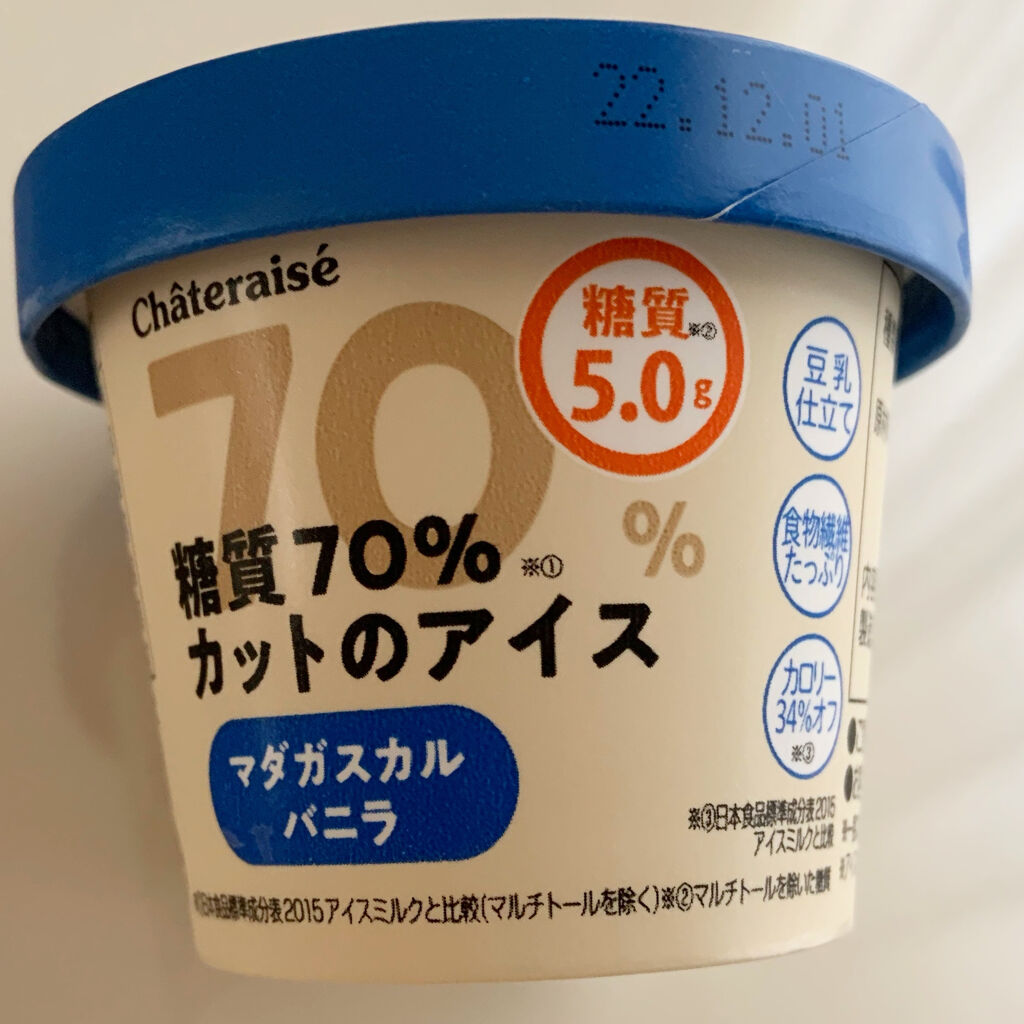 22.12.01
Châteraisé
70
%
糖質※②
5.0g
豆乳
仕立て
食物繊維
たっぷり
カロリー
34%オフ
※③
糖質70%※①
カットのアイス
マダガスカル
バニラ
※③日本食品標準成分表2015
アイスミルクと比較
日本食品標準成分表2015アイスミルクと比較(マルチトールを除く)※②マルチトールを除いた糖質